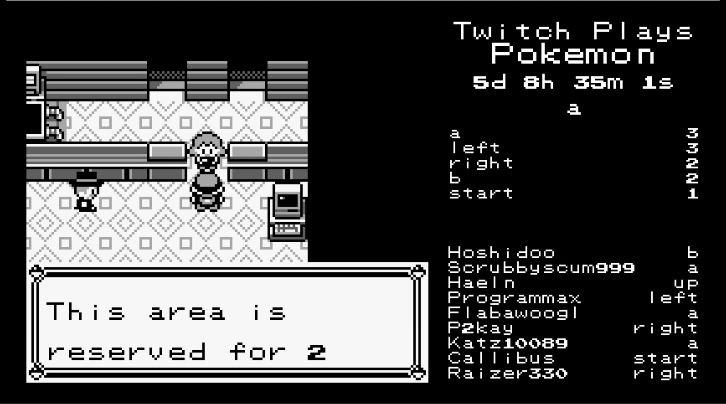 Twitch Plays
Pokemon
5d 8h 35m 1s
a
a 3
left 3
right 2
b 2
start 1
Hoshidoo b
Scrubbyscum999 a
Haeln up
Programmax left
Flabawoogl a
P2kay right
Katz10089 a
Callibus start
Raizer330 right
This area is
reserved for 2